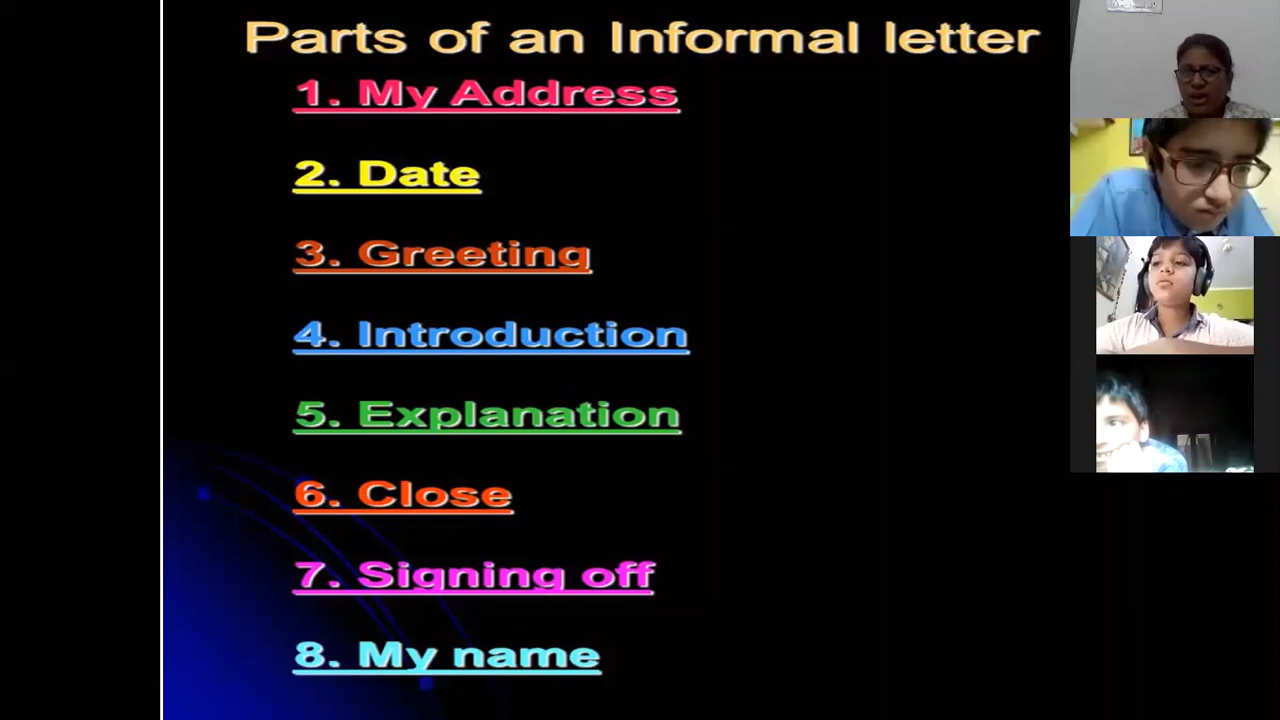 Parts of an Informal letter
1. My Address
2. Date
3. Greeting
4. Introduction
5. Explanation
6. Close
7. Signing off
8. My name